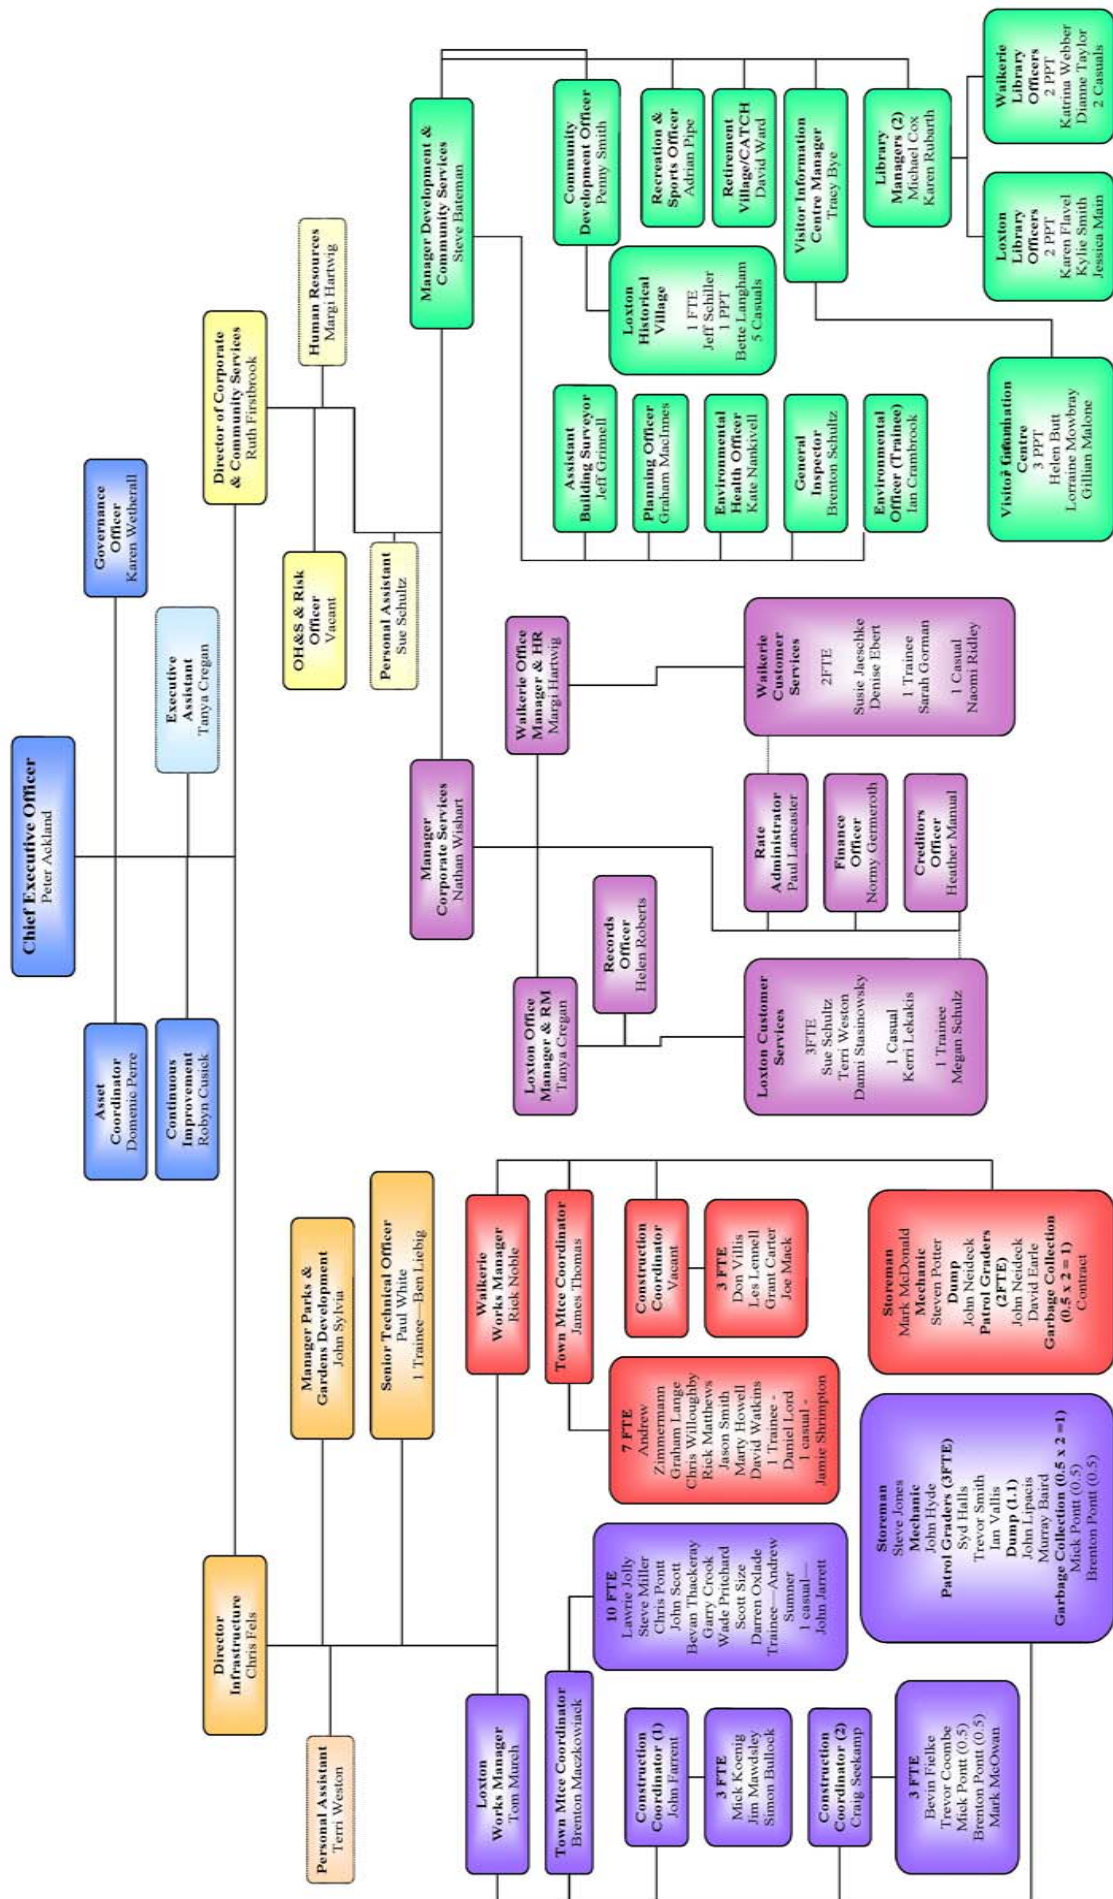 Chief Executive Officer
Peter Ackland
Asset
Coordinator
Domenic Perre
Governance
Officer
Karen Wetherall
Continuous
Improvement
Robyn Cusick
Executive
Assistant
Tanya Cregan
Director
Infrastructure
Chris Fels
Director of Corporate
& Community Services
Ruth Firstbrook
Personal Assistant
Terri Weston
Manager Parks &
Gardens Development
John Sylvia
Senior Technical Officer
Paul White
1 Trainee—Ben Liebig
OH&S & Risk
Officer
Vacant
Human Resources
Margi Hartwig
Personal Assistant
Sue Schultz
Loxton
Works Manager
Tom Murch
Town Mtce Coordinator
Brenton Maczkowiack
10 FTE
Lawrie Jolly
Steve Miller
Chris Pontt
John Scott
Bevan Thackeray
Garry Crook
Wade Pritchard
Scott Size
Darren Oxlade
Trainee—Andrew
Sumner
1 casual—
John Jarrett
Construction
Coordinator (1)
John Farrent
3 FTE
Mick Koenig
Jim Mawdsley
Simon Bullock
Construction
Coordinator (2)
Craig Seekamp
3 FTE
Bevin Fielke
Trevor Coombe
Mick Pontt (0.5)
Brenton Pontt (0.5)
Mark McOwan
Storeman
Steve Jones
Mechanic
John Hyde
Patrol Graders (3FTE)
Syd Halls
Trevor Smith
Ian Vallis
Dump (1.1)
John Lipacis
Murray Baird
Garbage Collection (0.5 x 2 =1)
Mick Pontt (0.5)
Brenton Pontt (0.5)
Waikerie
Works Manager
Rick Noble
Town Mtce Coordinator
James Thomas
7 FTE
Andrew
Zimmermann
Graham Lange
Chris Willoughby
Rick Matthews
Jason Smith
Marty Howell
David Watkins
1 Trainee -
Daniel Lord
1 casual -
Jamie Shrimpton
Construction
Coordinator
Vacant
3 FTE
Don Villis
Les Lennell
Grant Carter
Joe Mack
Storeman
Mark McDonald
Mechanic
Steven Potter
Dump
John Neideck
Patrol Graders
(2FTE)
John Neideck
David Earle
Garbage Collection
(0.5 x 2 = 1)
Contract
Manager
Corporate Services
Nathan Wishart
Loxton Office
Manager & RM
Tanya Cregan
Records
Officer
Helen Roberts
Loxton Customer
Services
3FTE
Sue Schultz
Terri Weston
Danni Stasinowsky
1 Casual
Kerri Lekakis
1 Trainee
Megan Schulz
Waikerie Office
Manager & HR
Margi Hartwig
Rate
Administrator
Paul Lancaster
Finance
Officer
Normy Germeroth
Creditors
Officer
Heather Manual
Waikerie
Customer
Services
2FTE
Susie Jaeschke
Denise Ebert
1 Trainee
Sarah Gorman
1 Casual
Naomi Ridley
Manager Development &
Community Services
Steve Bateman
Assistant
Building Surveyor
Jeff Grinnell
Planning Officer
Graham MacInnes
Environmental
Health Officer
Kate Nankivell
General
Inspector
Brenton Schultz
Environmental
Officer (Trainee)
Ian Crambrook
Community
Development Officer
Penny Smith
Loxton
Historical
Village
1 FTE
Jeff Schiller
1 PPT
Bette Langham
5 Casuals
Recreation &
Sports Officer
Adrian Pipe
Retirement
Village/CATCH
David Ward
Visitor Information
Centre Manager
Tracy Bye
Visitor
Centre
3 PPT
Helen Butt
Lorraine Mowbray
Gillian Malone
Library
Managers (2)
Michael Cox
Karen Rubarth
Loxton
Library
Officers
2 PPT
Karen Flavel
Kylie Smith
Jessica Main
Waikerie
Library
Officers
2 PPT
Katrina Webber
Dianne Taylor
2 Casuals